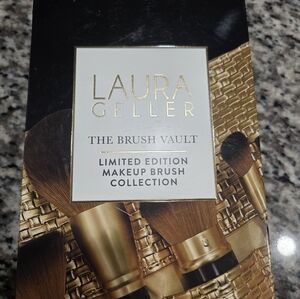 LAURA
GELLER
THE BRUSH VAULT
LIMITED EDITION
MAKEUP BRUSH
COLLECTION